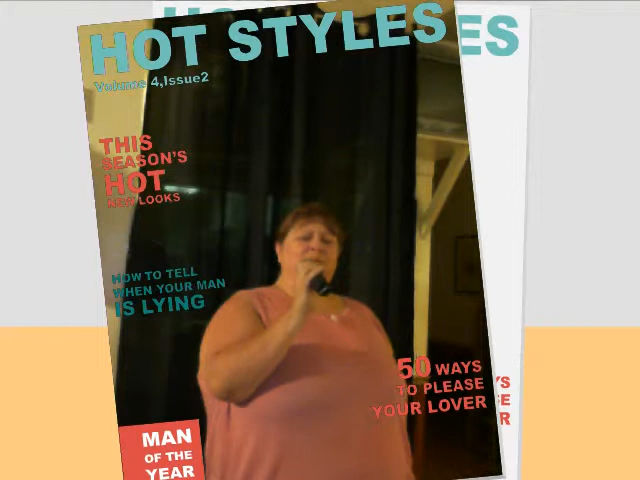 HOT STYLES
Volume 4,Issue2
THIS
SEASON'S
HOT
NEW LOOKS
HOW TO TELL
WHEN YOUR MAN
IS LYING
50 WAYS
TO PLEASE
YOUR LOVER
MAN
OF THE
YEAR
ES